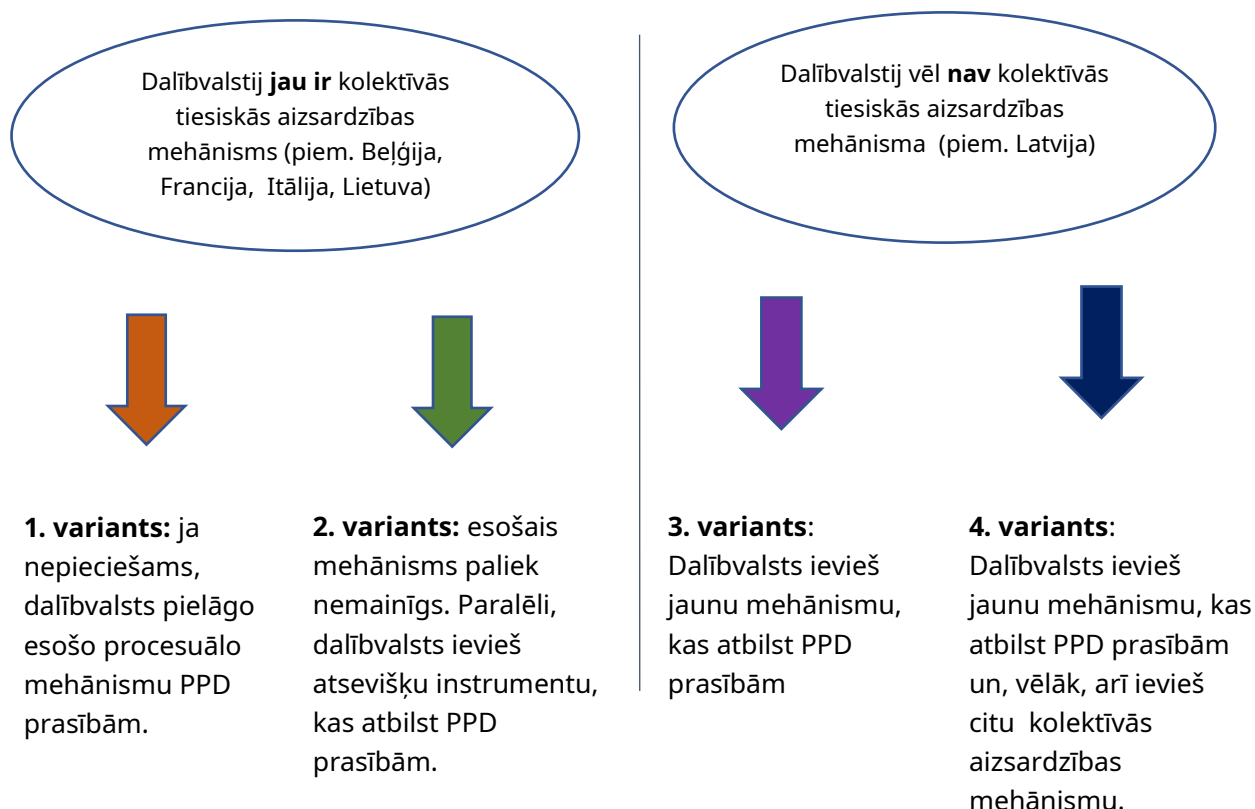 Dalībvalstij jau ir kolektīvās
tiesiskās aizsardzības
mehānisms (piem. Beļģija,
Francija, Itālija, Lietuva)
Dalībvalstij vēl nav kolektīvās
tiesiskās aizsardzības
mehānisma (piem. Latvija)
1. variants: ja
nepieciešams,
dalībvalsts pielāgo
esošo procesuālo
mehānismu PPD
prasībām.
2. variants: esošais
mehānisms paliek
nemainīgs. Paralēli,
dalībvalsts ievieš
atsevišķu instrumentu,
kas atbilst PPD
prasībām.
3. variants:
Dalībvalsts ievieš
jaunu mehānismu,
kas atbilst PPD
prasībām
4. variants:
Dalībvalsts ievieš
jaunu mehānismu, kas
atbilst PPD prasībām
un, vēlāk, arī ievieš
citu kolektīvās
aizsardzības
mehānismu.